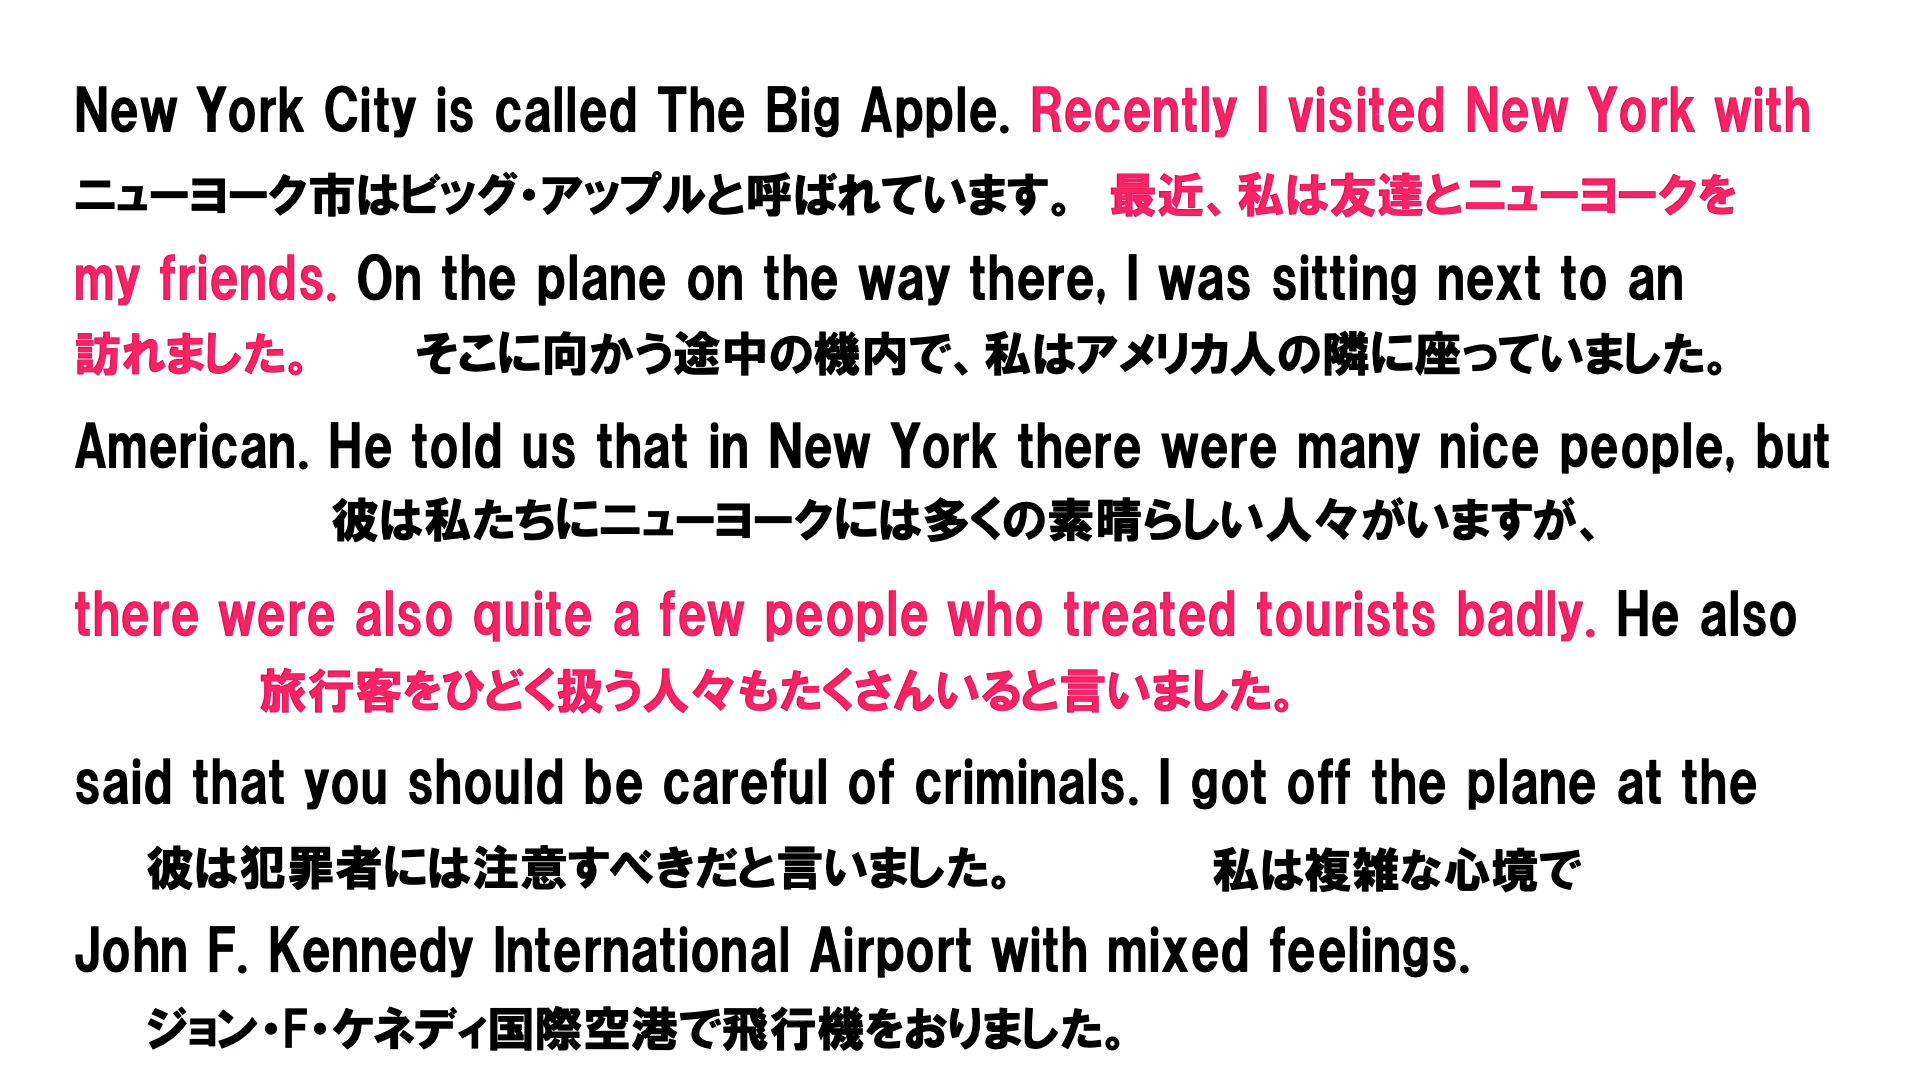 New York City is called The Big Apple. Recently I visited New York with
ニューヨーク市はビッグ・アップルと呼ばれています。 最近、私は友達とニューヨークを
my friends. On the plane on the way there, I was sitting next to an
訪れました。 そこに向かう途中の機内で、私はアメリカ人の隣に座っていました。
American. He told us that in New York there were many nice people, but
彼は私たちにニューヨークには多くの素晴らしい人々がいますが、
there were also quite a few people who treated tourists badly. He also
旅行客をひどく扱う人々もたくさんいると言いました。
said that you should be careful of criminals. I got off the plane at the
彼は犯罪者には注意すべきだと言いました。 私は複雑な心境で
John F. Kennedy International Airport with mixed feelings.
ジョン・F・ケネディ国際空港で飛行機をおりました。